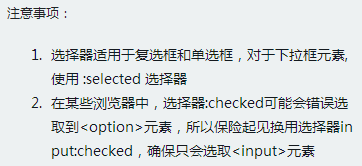 注意事项：
1. 选择器适用于复选框和单选框，对于下拉框元素,
使用 :selected 选择器
2. 在某些浏览器中，选择器:checked可能会错误选
取到<option>元素，所以保险起见换用选择器in
put:checked，确保只会选取<input>元素